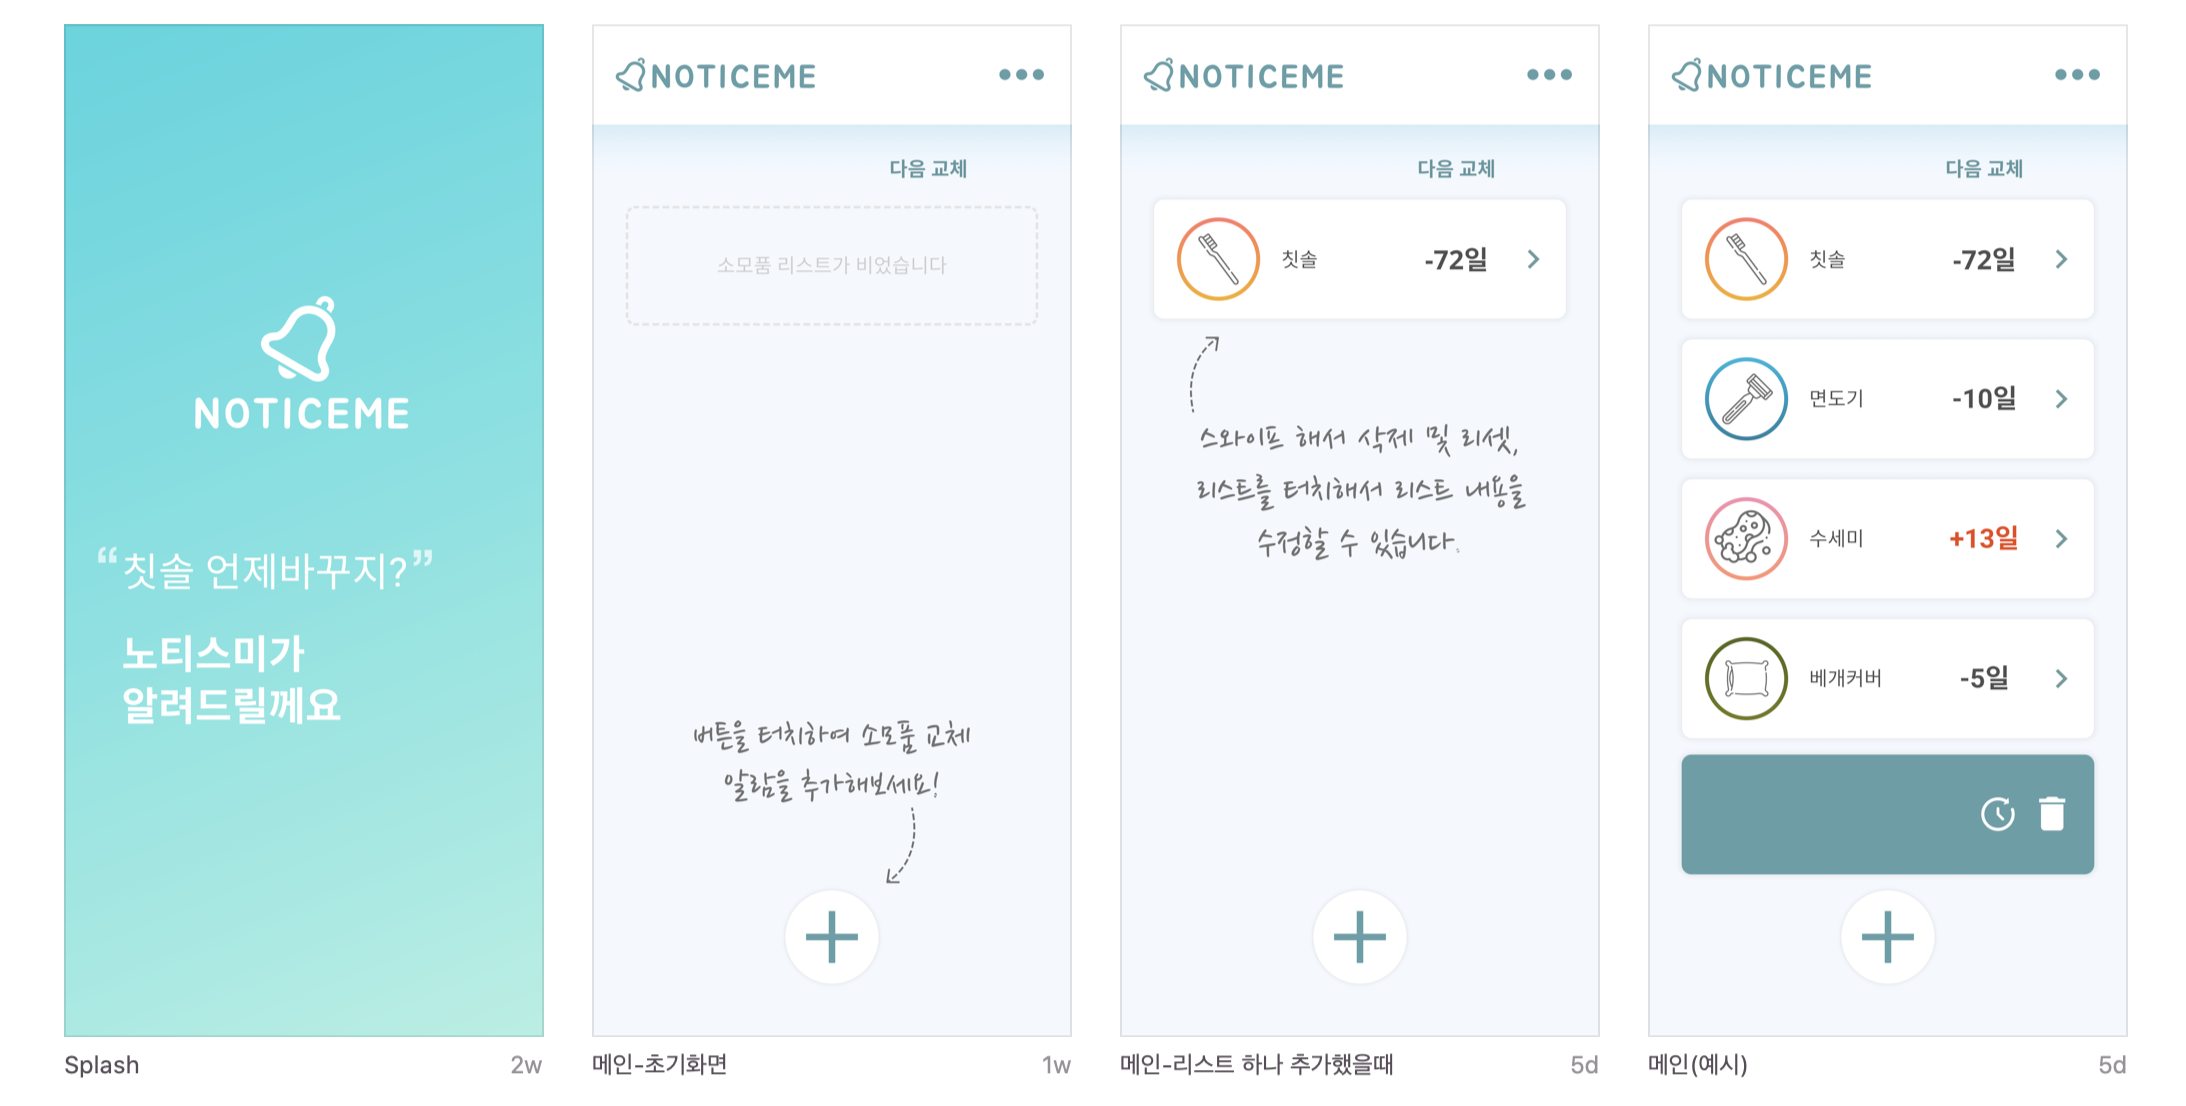 NOTICEME
“칫솔 언제바꾸지?”
노티스미가
알려드릴께요
Splash
2w
NOTICEME
다음 교체
소모품 리스트가 비었습니다
버튼을 터치하여 소모품 교체
알람을 추가해보세요!
메인-초기화면
1w
NOTICEME
다음 교체
칫솔
-72일
스와이프 해서 삭제 및 리셋,
리스트를 터치해서 리스트 내용을
수정할 수 있습니다.
메인-리스트 하나 추가했을때
5d
NOTICEME
다음 교체
칫솔
-72일
면도기
-10일
수세미
+13일
베개커버
-5일
메인(예시)
5d